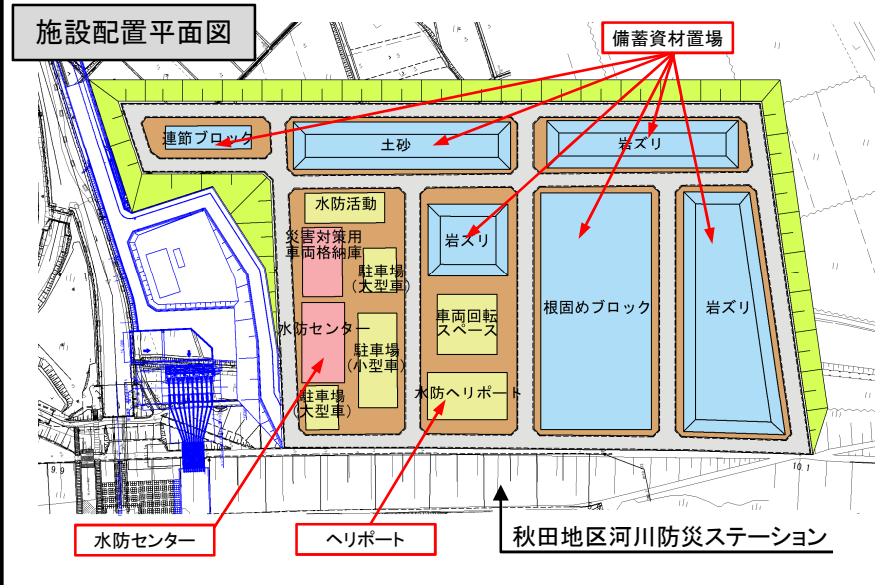 施設配置平面図
備蓄資材置場
連節ブロック
土砂
岩ズリ
水防活動
災害対策用
車両格納庫
駐車場
(大型車)
岩ズリ
水防センター
駐車場
(小型車)
車両回転
スペース
根固めブロック
岩ズリ
駐車場
(大型車)
水防ヘリポート
9.9
10.1
水防センター
ヘリポート
秋田地区河川防災ステーション